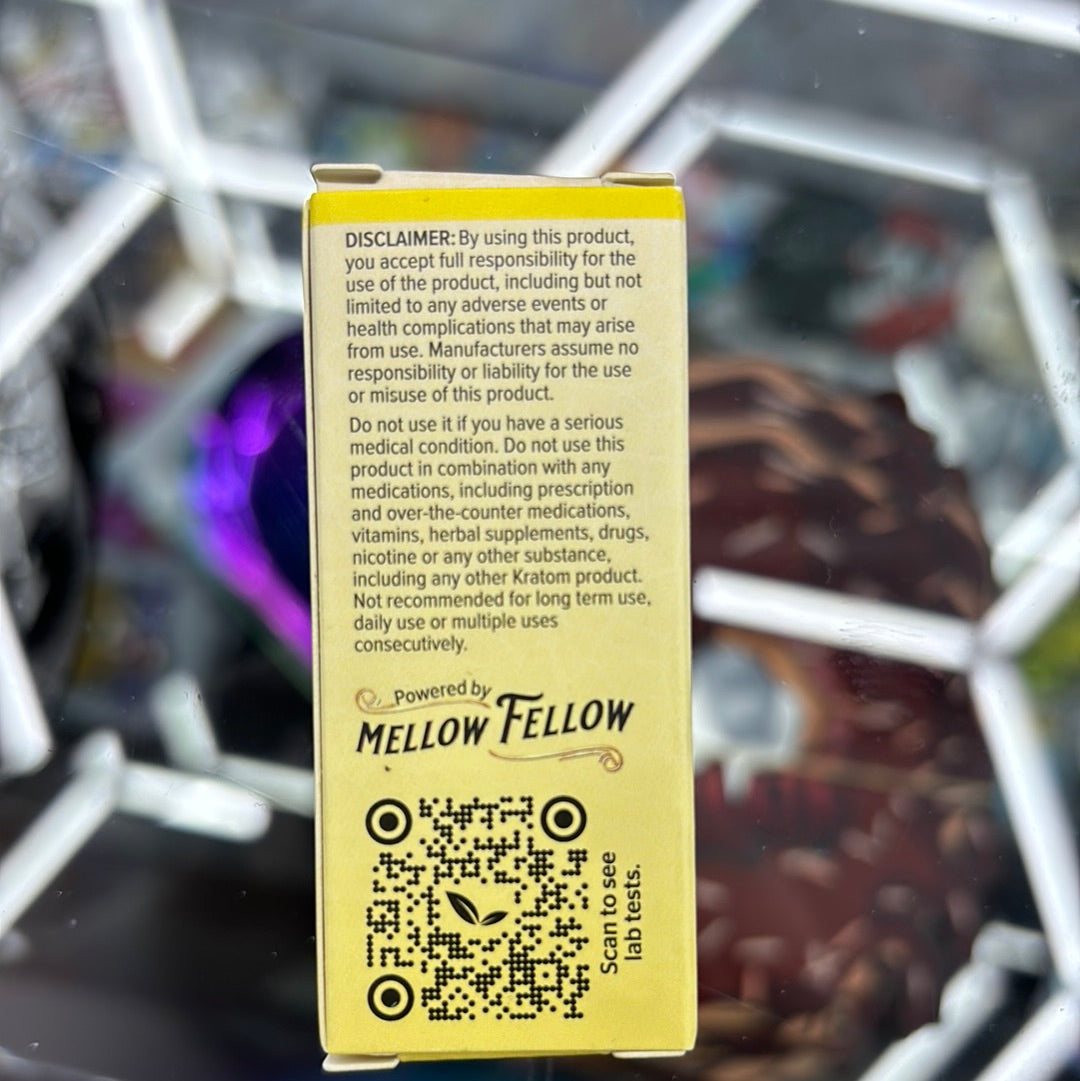 DISCLAIMER: By using this product,
you accept full responsibility for the
use of the product, including but not
limited to any adverse events or
health complications that may arise
from use. Manufacturers assume no
responsibility or liability for the use
or misuse of this product.
Do not use it if you have a serious
medical condition. Do not use this
product in combination with any
medications, including prescription
and over-the-counter medications,
vitamins, herbal supplements, drugs,
nicotine or any other substance,
including any other Kratom product.
Not recommended for long term use,
daily use or multiple uses
consecutively.
Powered by
MELLOW FELLOW
Scan to see
lab tests.